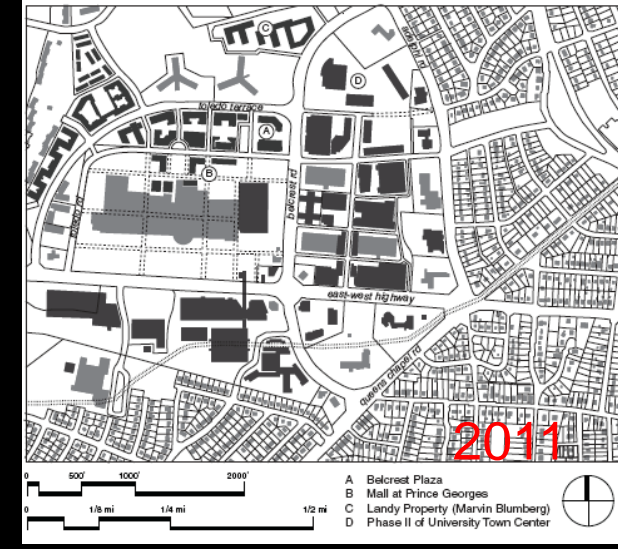 C
adelphi rd
D
toledo terrace
A
B
belcrest rd
toledo rd
east-west highway
queens chapel rd
2011
0 500' 1000' 2000'
0 1/8 mi 1/4 mi 1/2 mi
A Belcrest Plaza
B Mall at Prince Georges
C Landy Property (Marvin Blumberg)
D Phase II of University Town Center